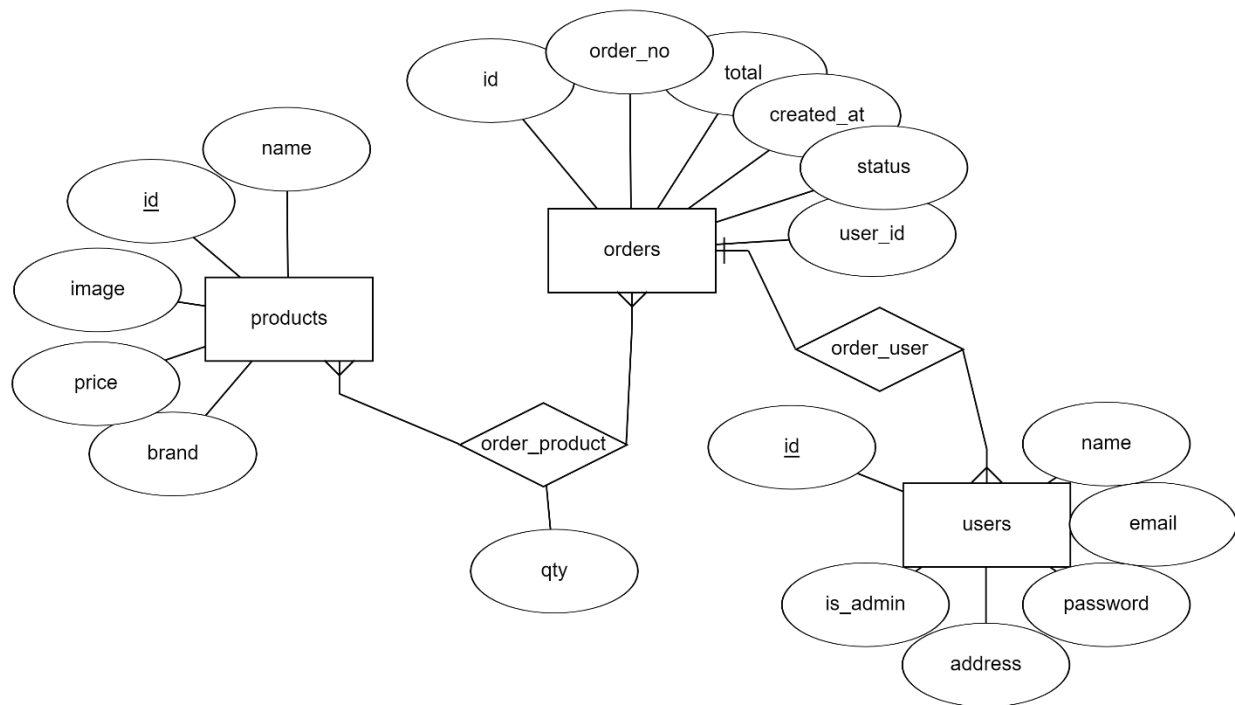 order_no
id
total
created_at
name
status
id
user_id
orders
image
products
order_user
price
order_product
id
name
brand
users
email
qty
is_admin
password
address